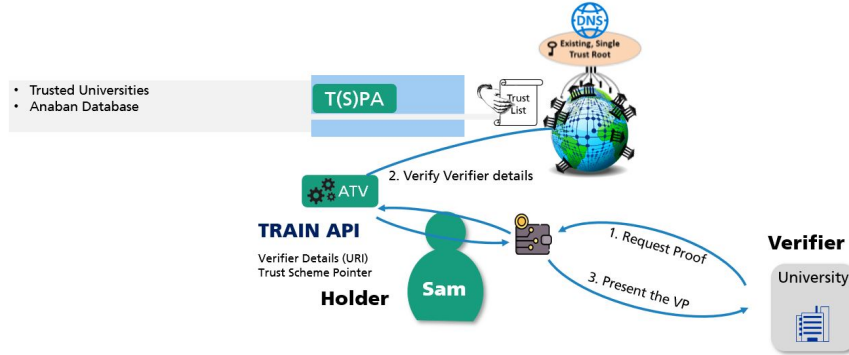 DNS
Existing, Single
Trust Root
• Trusted Universities
• Anaban Database
T(S)PA
Trust
List
2. Verify Verifier details
ATV
TRAIN API
Verifier Details (URI)
Trust Scheme Pointer
Holder
Sam
1. Request Proof
3. Present the VP
Verifier
University